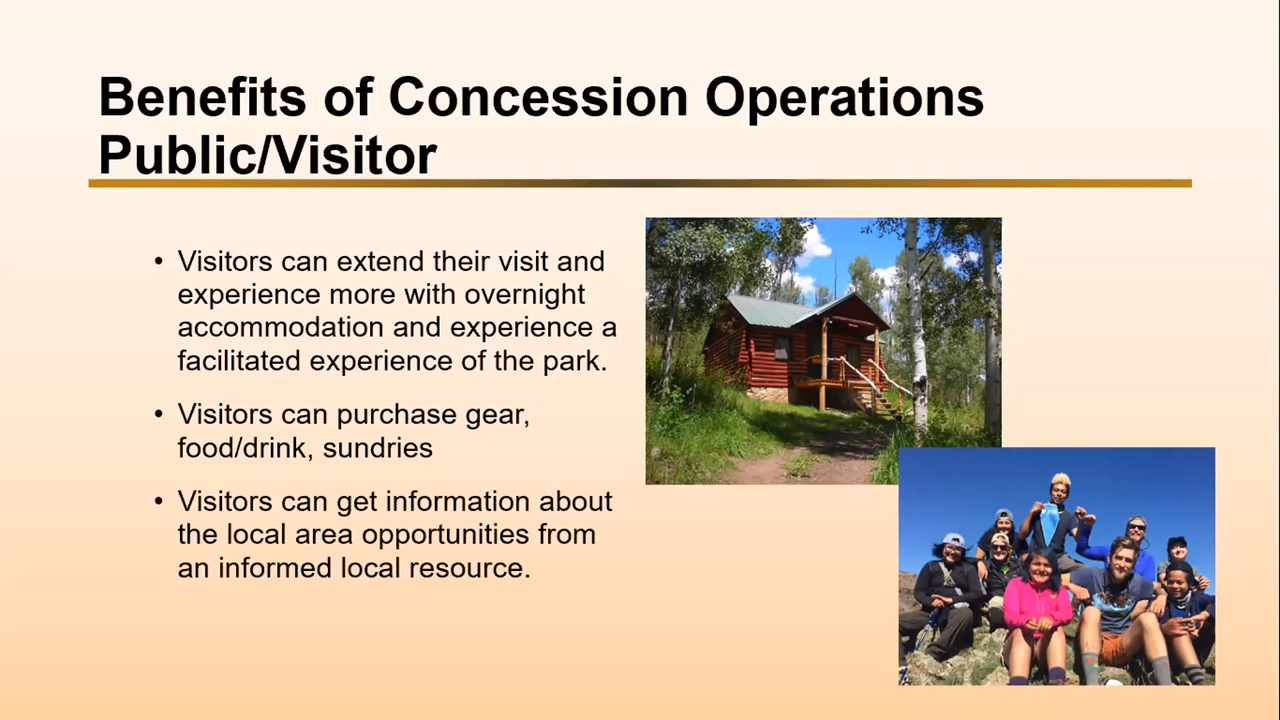 Benefits of Concession Operations
Public/Visitor
• Visitors can extend their visit and
experience more with overnight
accommodation and experience a
facilitated experience of the park.
• Visitors can purchase gear,
food/drink, sundries
• Visitors can get information about
the local area opportunities from
an informed local resource.